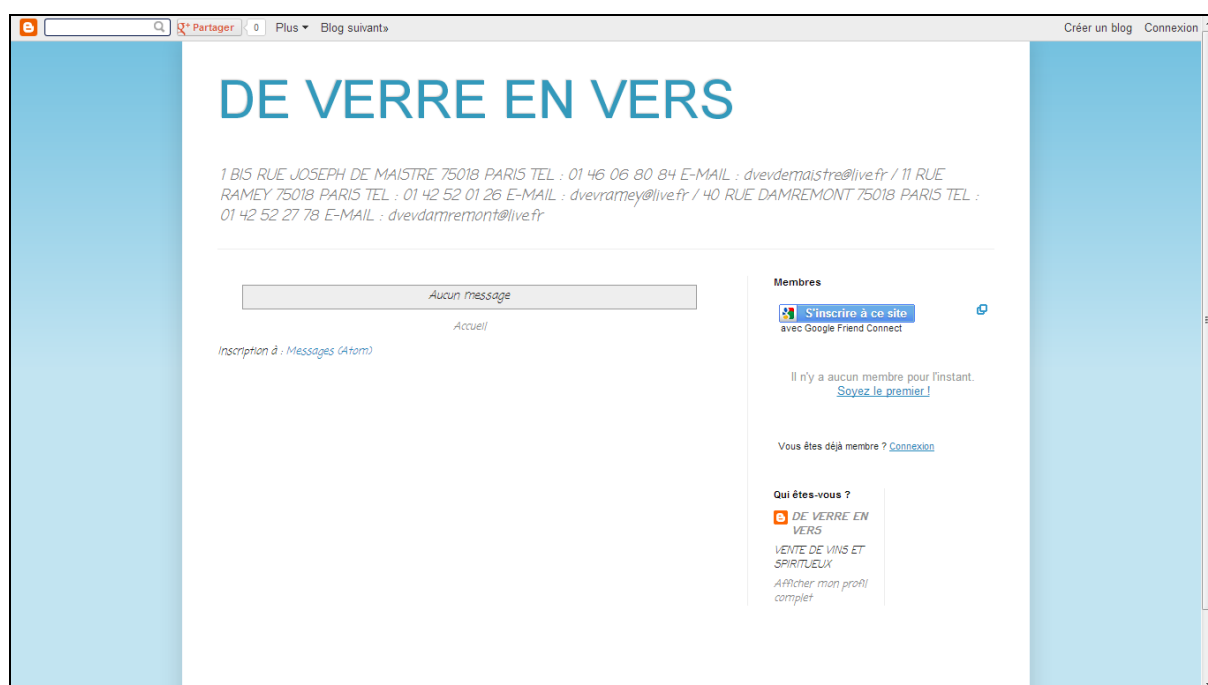 Partager 0 Plus Blog suivant» Créer un blog Connexion
DE VERRE EN VERS
1 BIS RUE JOSEPH DE MAISTRE 75018 PARIS TEL : 01 46 06 80 84 E-MAIL : dvevdemaistre@live.fr / 11 RUE
RAMEY 75018 PARIS TEL : 01 42 52 01 26 E-MAIL : dvevramey@live.fr / 40 RUE DAMREMONT 75018 PARIS TEL :
01 42 52 27 78 E-MAIL : dvevdamremont@live.fr
Aucun message
Accueil
Inscription à : Messages (Atom)
Membres
S'inscrire à ce site
avec Google Friend Connect
Il n'y a aucun membre pour l'instant.
Soyez le premier !
Vous êtes déjà membre ? Connexion
Qui êtes-vous ?
DE VERRE EN
VERS
VENTE DE VINS ET
SPIRITUEUX
Afficher mon profil
complet